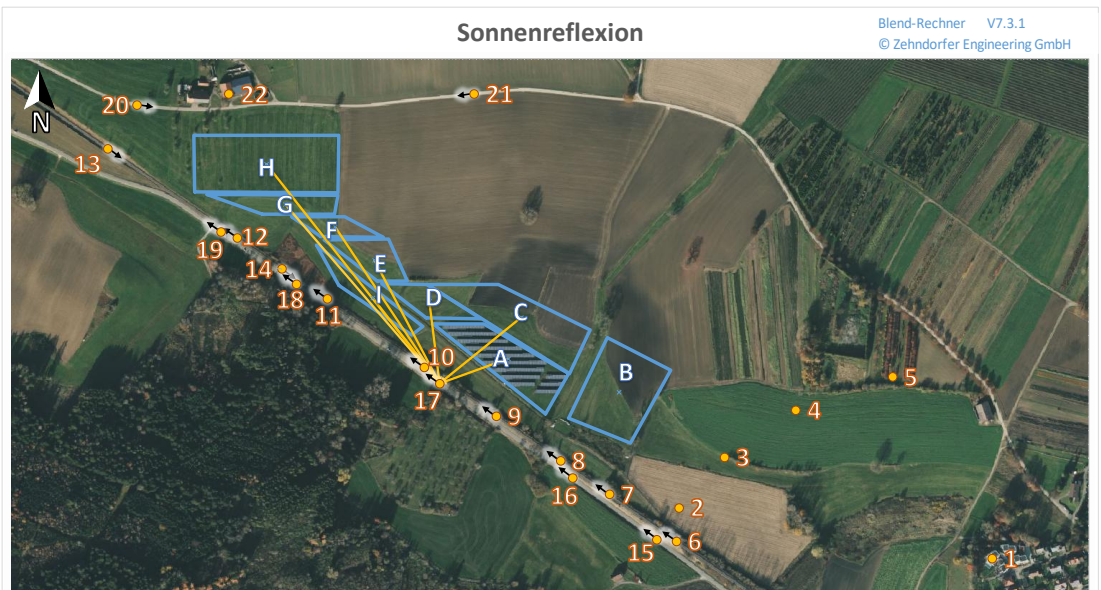 Sonnenreflexion
Blend-Rechner V7.3.1
© Zehndorfer Engineering GmbH
N
20
22
21
13
H
G
F
E
I
D
C
A
B
19
12
14
18
11
10
17
9
8
16
7
15
6
2
3
4
5
1